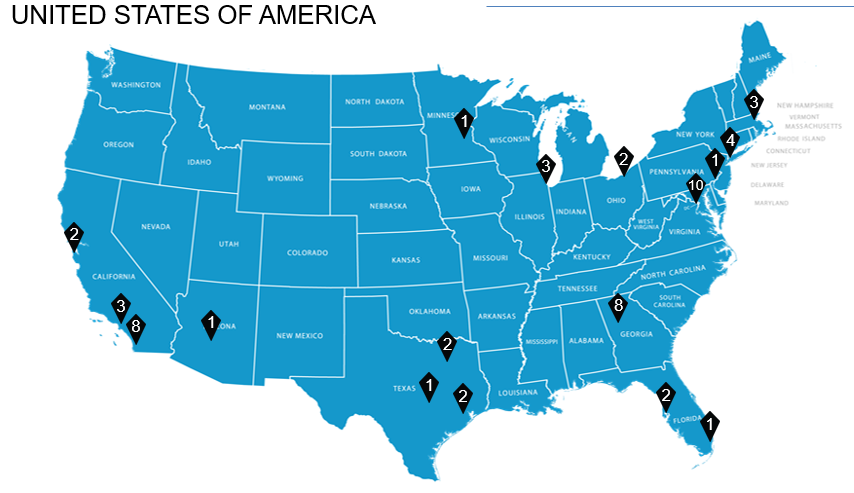 UNITED STATES OF AMERICA
MAINE
WASHINGTON
MONTANA
NORTH DAKOTA
MINNES
3
NEW HAMPSHIRE
VERMONT
1
MASSACHUSETTS
OREGON
WISCONSIN
AN
NEW YORK
4
RHODE ISLAND
CONNECTICUT
SOUTH DAKOTA
IDAHO
3
2
1
NEW JERSEY
WYOMING
PENNSYLVANIA
10
DELAWARE
IOWA
MARYLAND
NEBRASKA
ILLINOIS
INDIANA
OHIO
DC
NEVADA
WEST
VIRGINIA
VIRGINIA
2
UTAH
COLORADO
KANSAS
MISSOURI
KENTUCKY
CALIFORNIA
NORTH CAROLINA
TENNESSEE
3
8
SOUTH
CAROLINA
8
1
ONA
NEW MEXICO
OKLAHOMA
ARKANSAS
GEORGIA
2
MISSISSIPPI
ALABAMA
TEXAS
1
2
LOUISIANA
2
FLORIDA
1